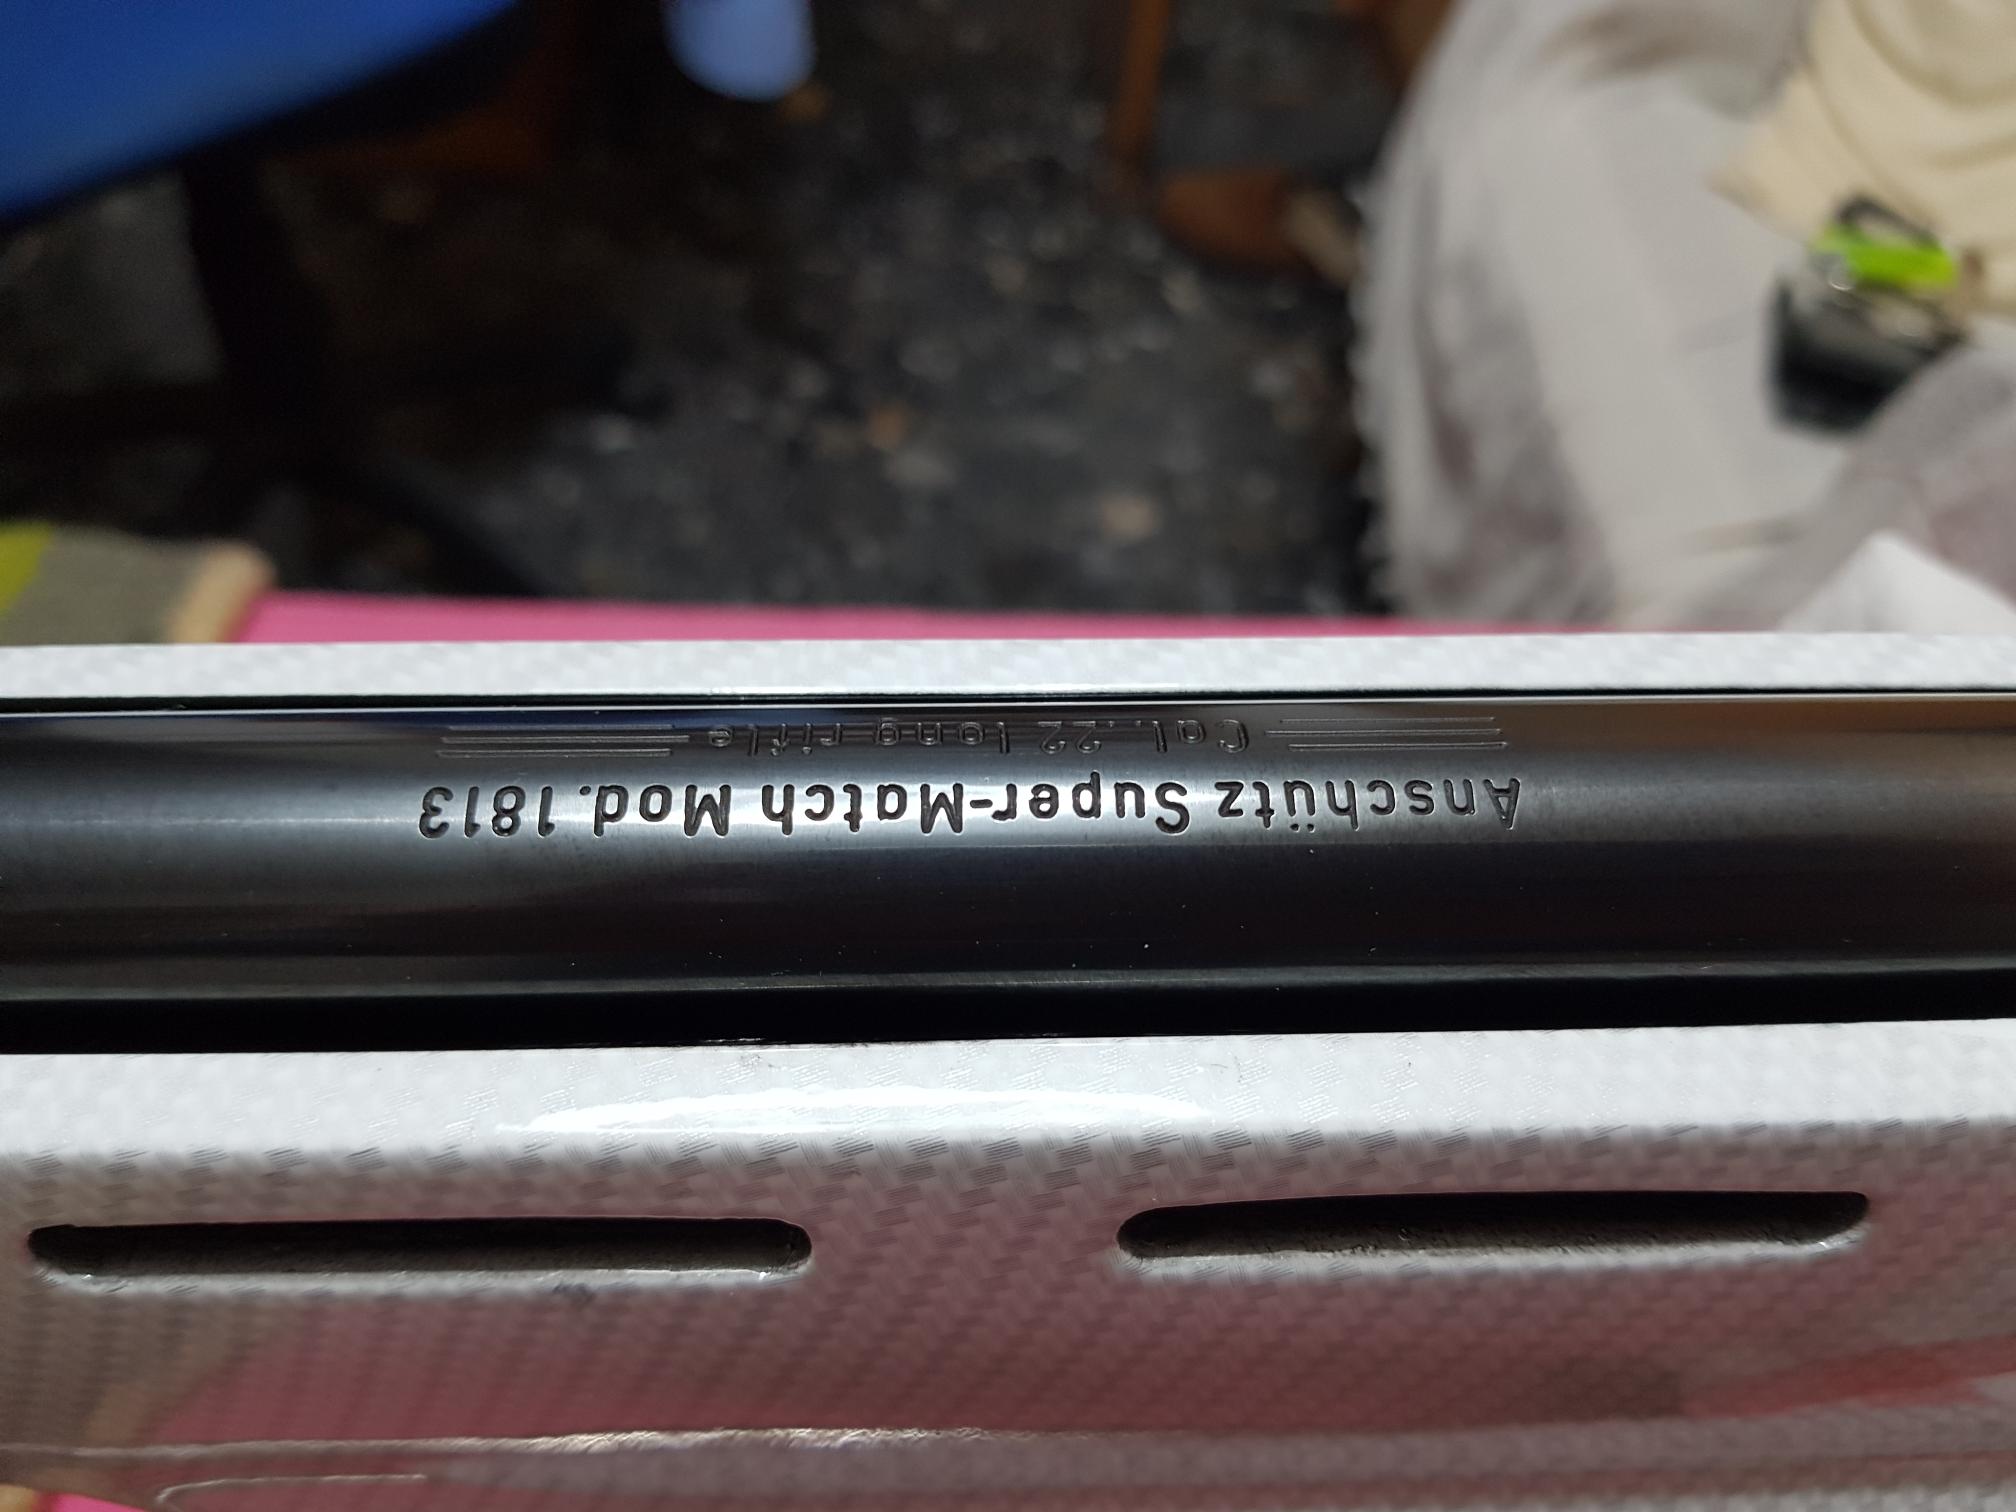 Anschütz Super-Match Mod. 1813
Cal. .22 long rifle